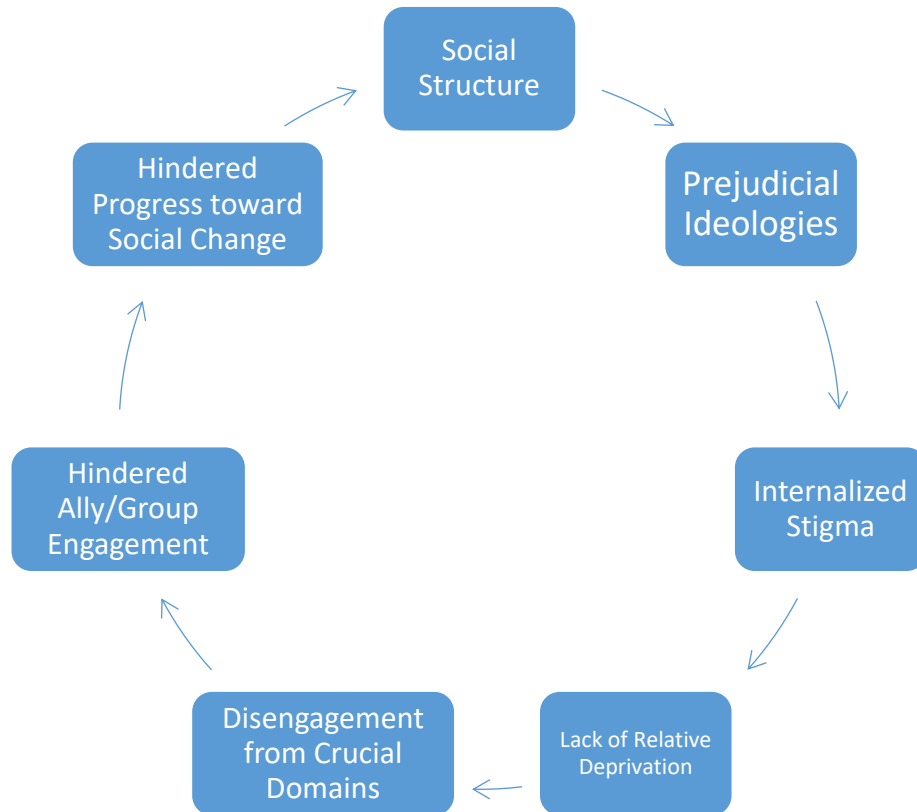 Social
Structure
Prejudicial
Ideologies
Internalized
Stigma
Lack of Relative
Deprivation
Disengagement
from Crucial
Domains
Hindered
Ally/Group
Engagement
Hindered
Progress toward
Social Change